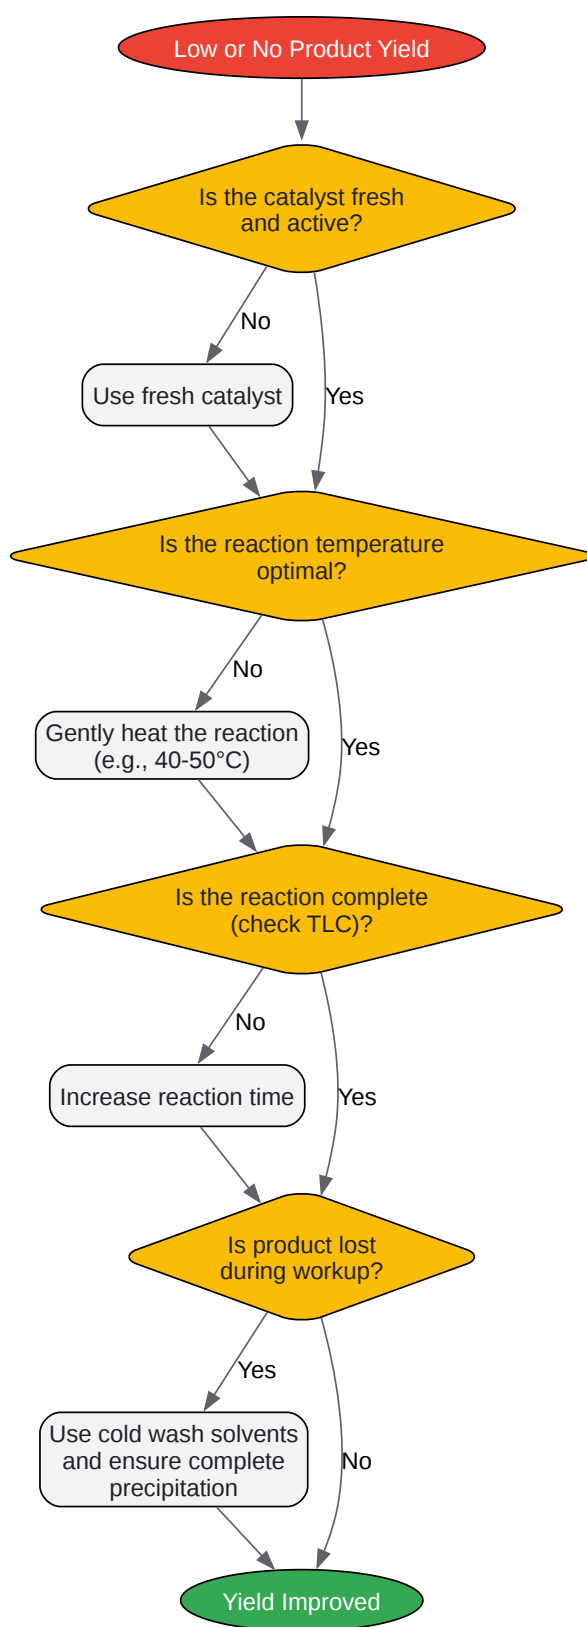 Low or No Product Yield
Is the catalyst fresh
and active?
No
Use fresh catalyst
Yes
Is the reaction temperature
optimal?
No
Gently heat the reaction
(e.g., 40-50°C)
Yes
Is the reaction complete
(check TLC)?
No
Increase reaction time
Yes
Is product lost
during workup?
Yes
Use cold wash solvents
and ensure complete
precipitation
No
Yield Improved